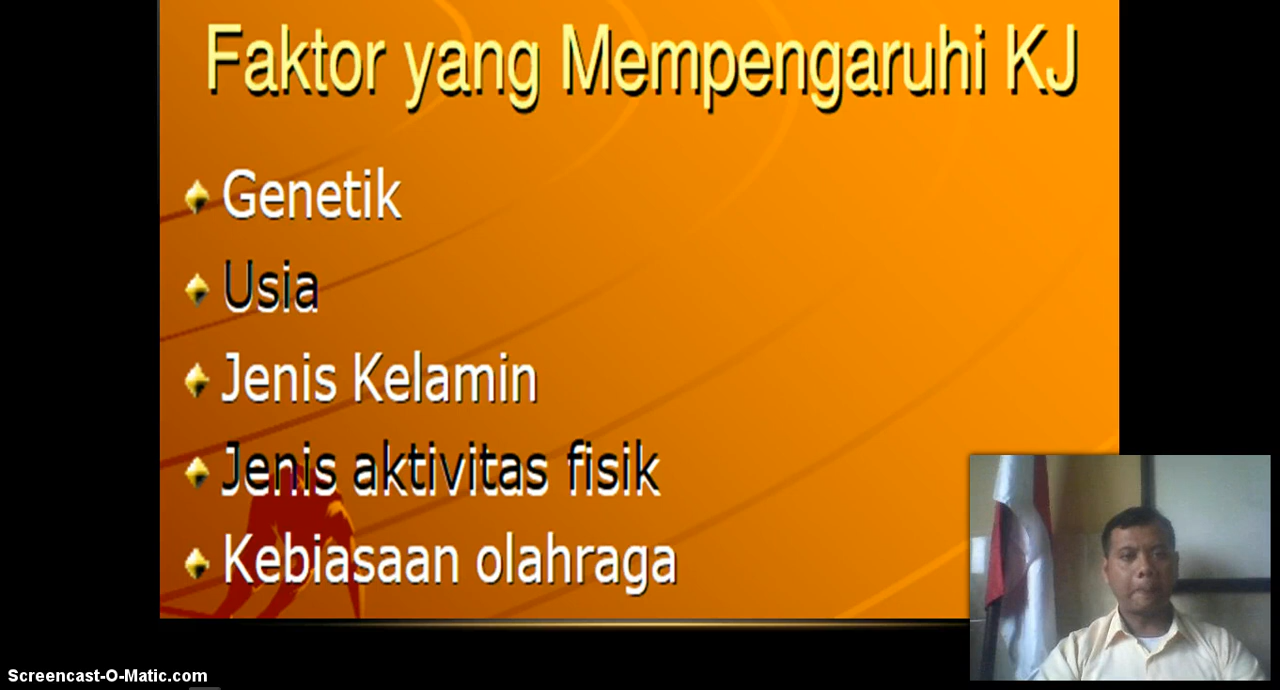 Faktor yang Mempengaruhi KJ
Genetik
Usia
Jenis Kelamin
Jenis aktivitas fisik
Kebiasaan olahraga
Screencast-O-Matic.com